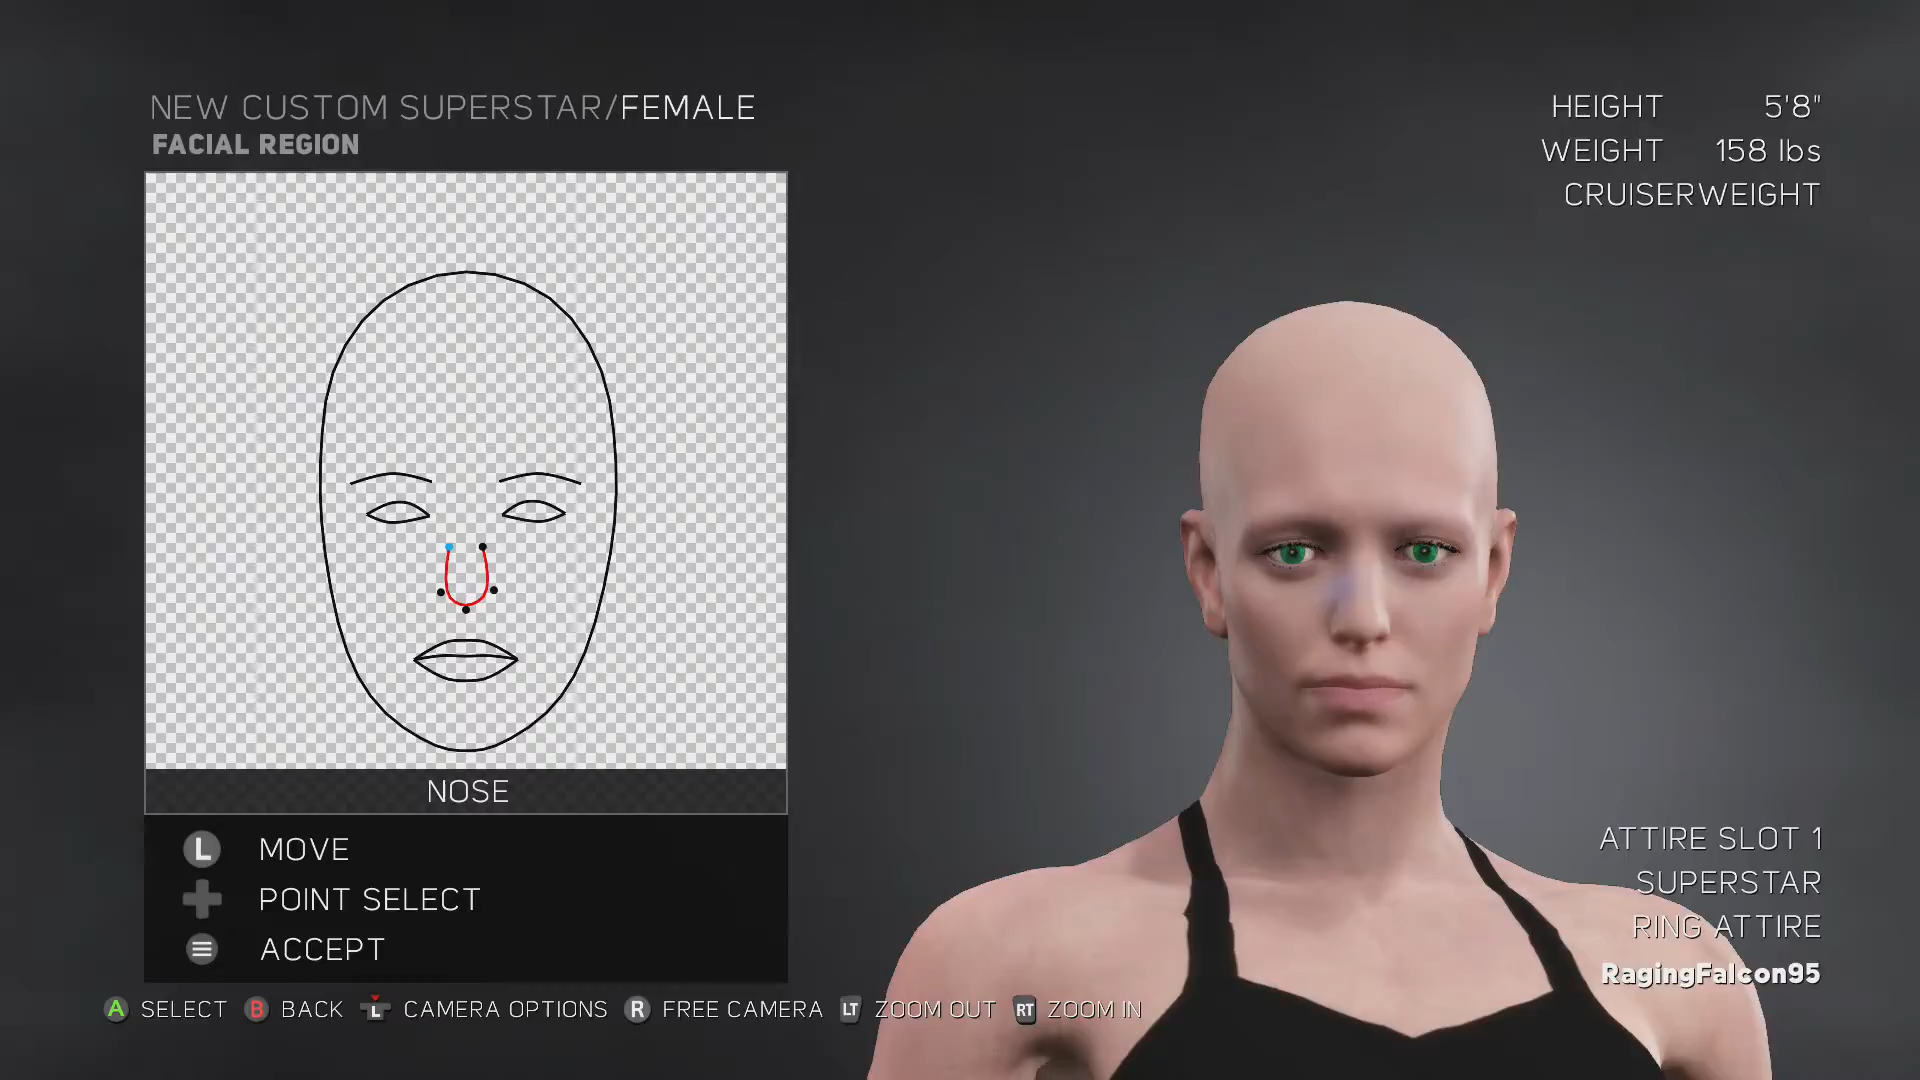 NEW CUSTOM SUPERSTAR/FEMALE
FACIAL REGION
HEIGHT 5'8"
WEIGHT 158 lbs
CRUISERWEIGHT
NOSE
L MOVE
POINT SELECT
ACCEPT
ATTIRE SLOT 1
SUPERSTAR
RING ATTIRE
RagingFalcon95
A SELECT B BACK L CAMERA OPTIONS R FREE CAMERA LT ZOOM OUT RT ZOOM IN